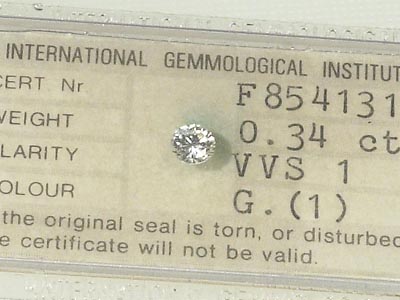 INTERNATIONAL GEMMOLOGICAL INSTITUT
CERT. Nr F854131
WEIGHT 0.34 ct
LARITY VVS 1
OLOUR G.(1)
the original seal is torn, or disturbed
e certificate will not be valid.